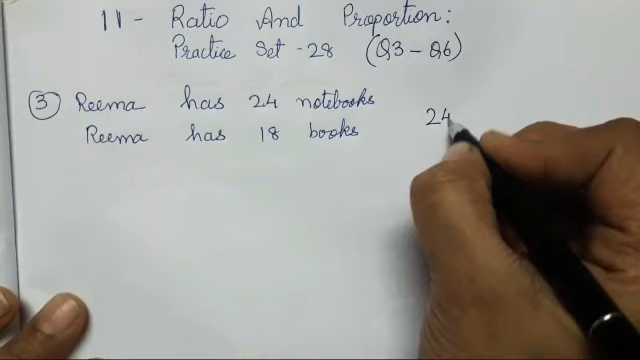 11 - Ratio And Proportion:
Practice Set - 28 (Q3 - Q6)
3 Reema has 24 notebooks
Reema has 18 books
24